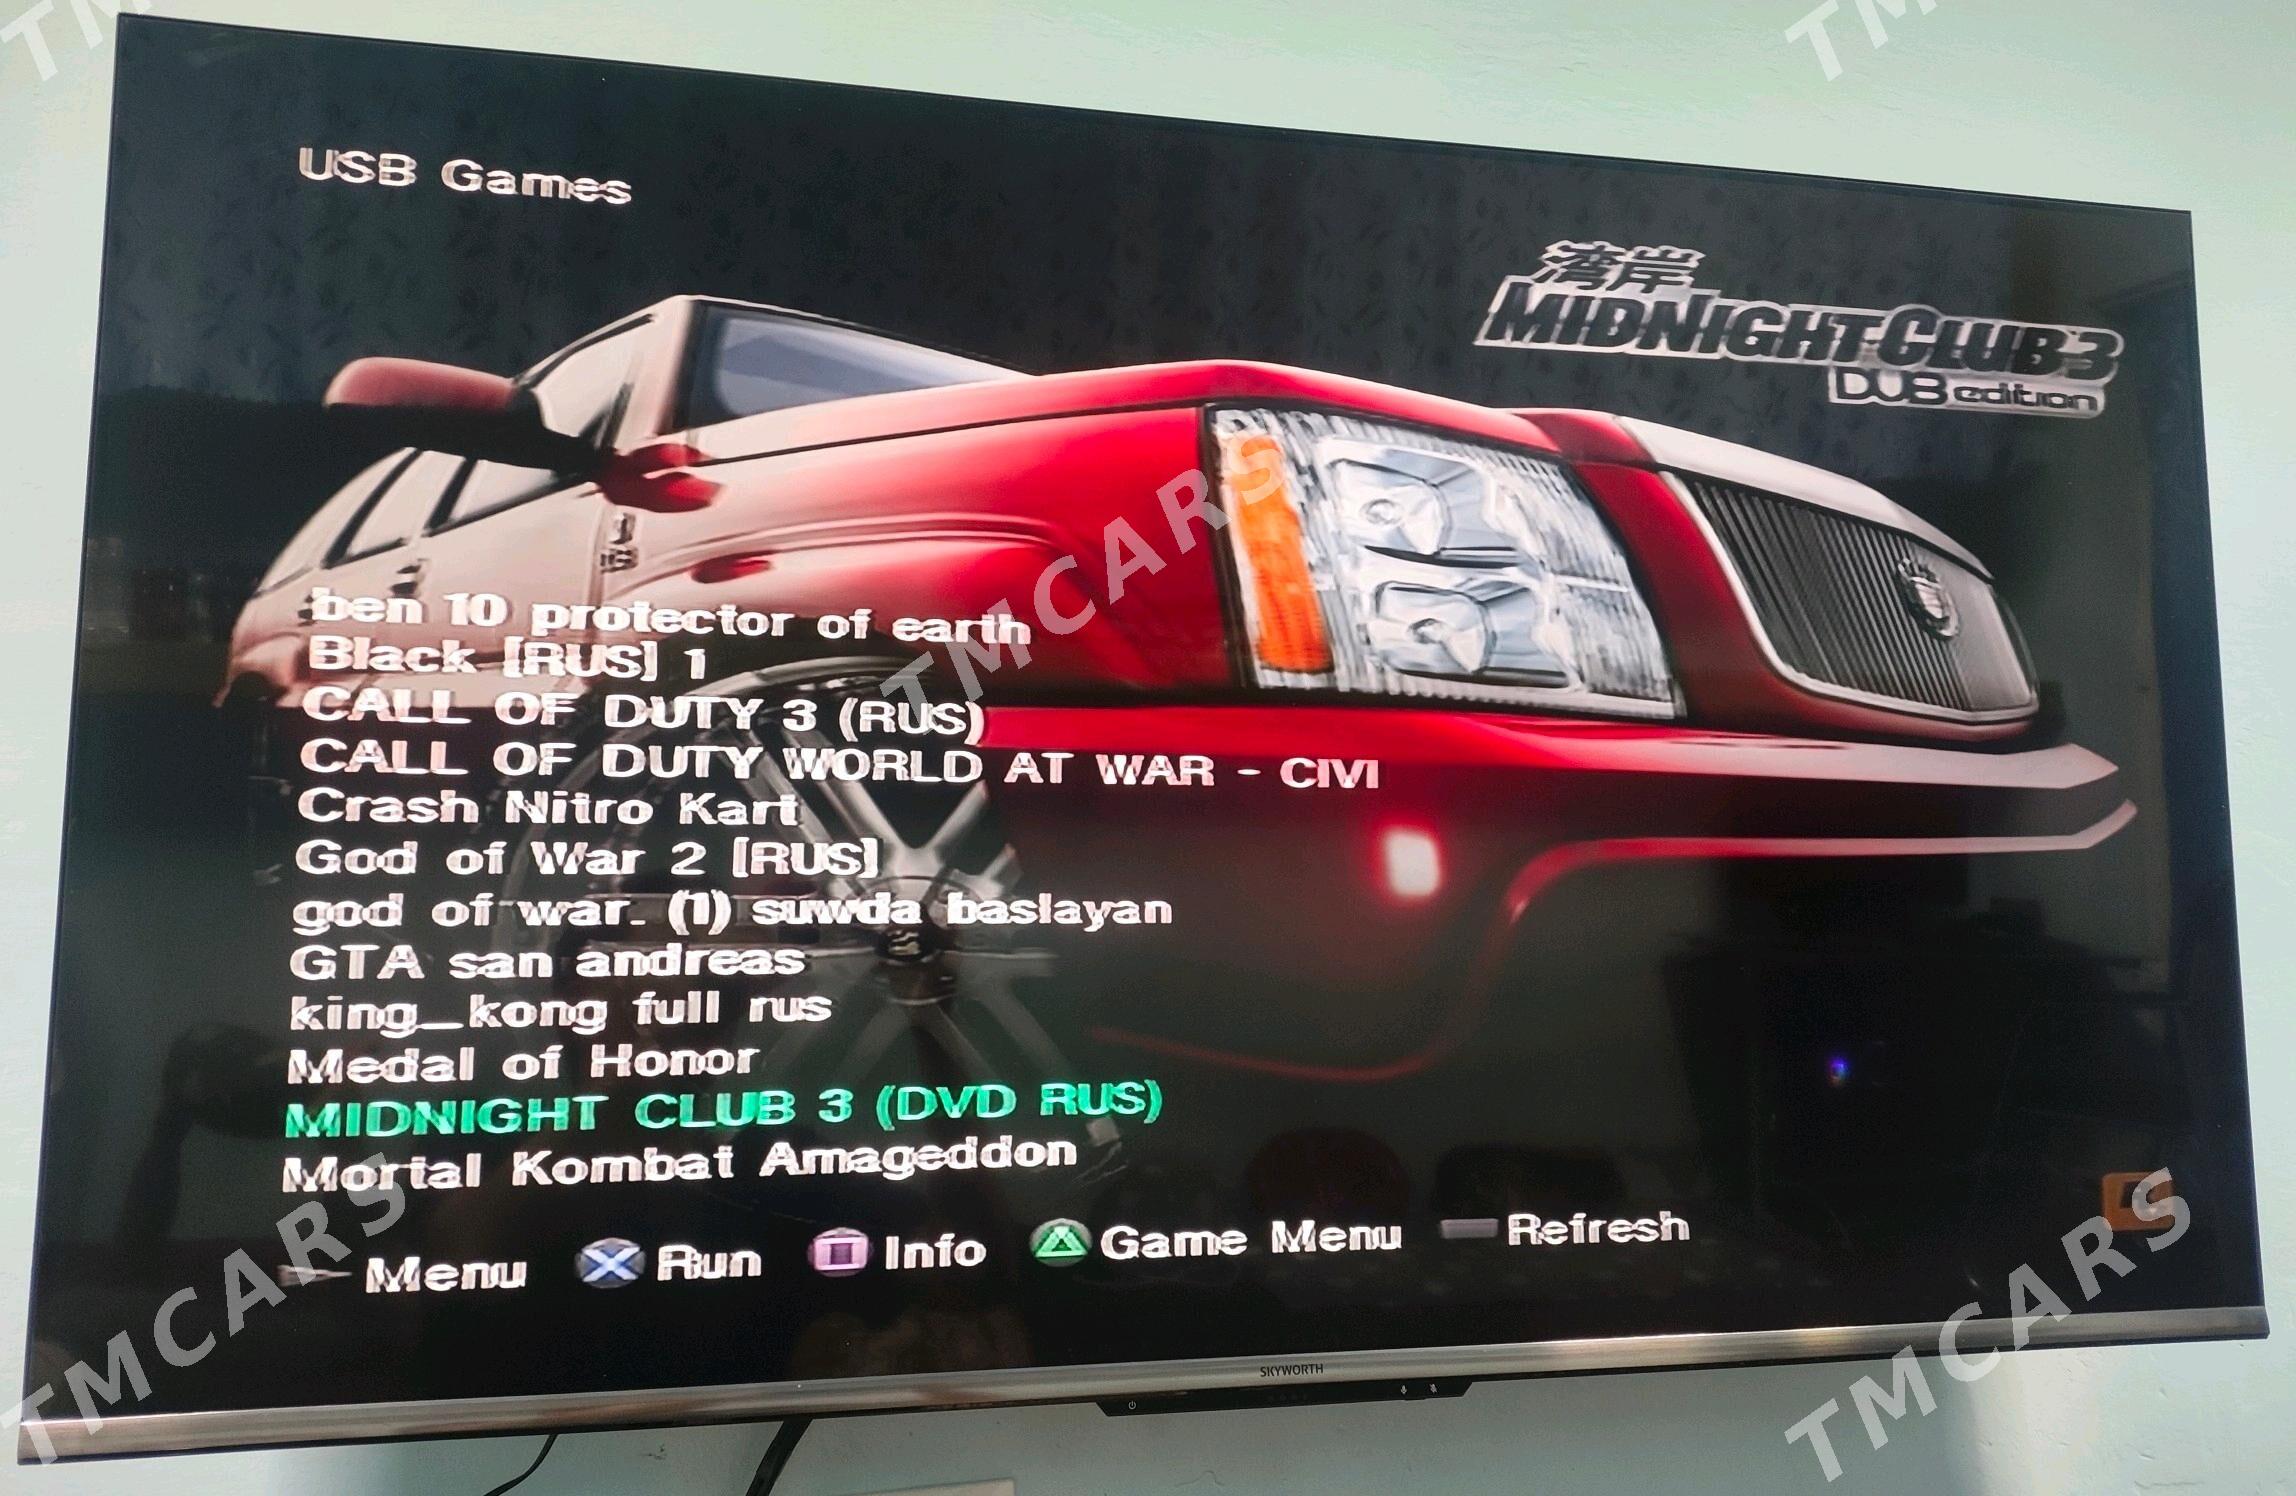 USB Games
湾岸
MIDNIGHT CLUB 3
DUB edition
ben 10 protector of earth
Black [RUS] 1
CALL OF DUTY 3 (RUS)
CALL OF DUTY WORLD AT WAR - CIVI
Crash Nitro Kart
God of War 2 [RUS]
god of war. (1) suwda baslayan
GTA san andreas
king_kong full rus
Medal of Honor
MIDNIGHT CLUB 3 (DVD RUS)
Mortal Kombat Amageddon
Menu Run Info Game Menu Refresh
SKYWORTH
TMCARS
TMCARS
TMCARS
TM
TM